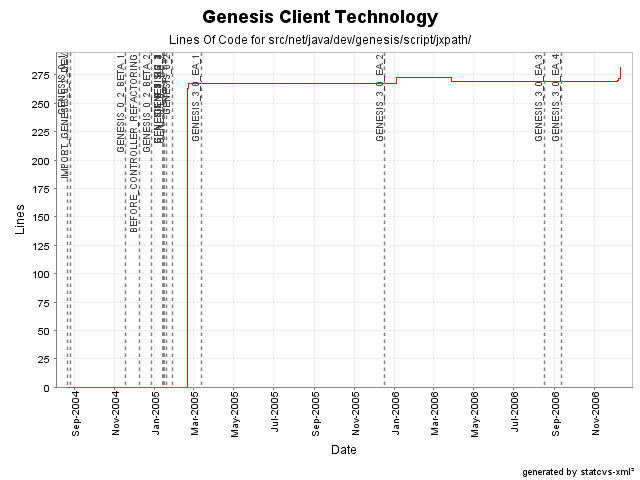 Genesis Client Technology
Lines Of Code for src/net/java/dev/genesis/script/jxpath/
Lines
275
250
225
200
175
150
125
100
75
50
25
0
GENESIS_0_2_BETA_1
BEFORE_CONTROLLER_REFACTORING
GENESIS_0_2_BETA_2
GENESIS_3_0_EA_1
GENESIS_3_0_EA_2
GENESIS_3_0_EA_3
GENESIS_3_0_EA_4
Sep-2004
Nov-2004
Jan-2005
Mar-2005
May-2005
Jul-2005
Sep-2005
Nov-2005
Jan-2006
Mar-2006
May-2006
Jul-2006
Sep-2006
Nov-2006
Date
generated by statcvs-xml²